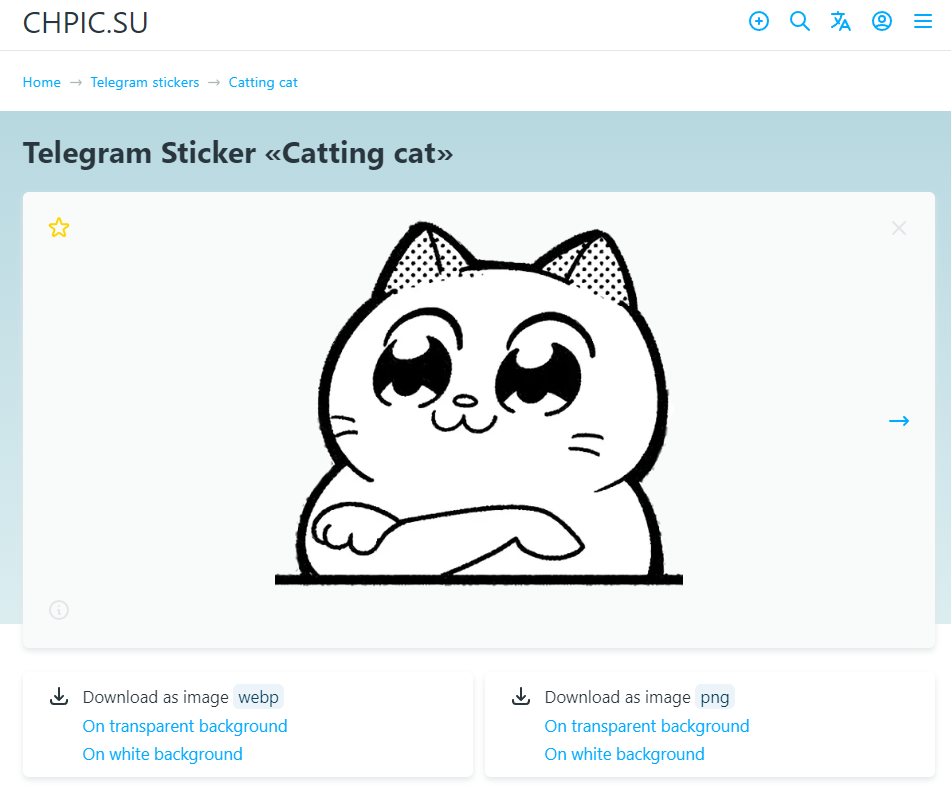 CHPIC.SU
Home → Telegram stickers → Catting cat
Telegram Sticker «Catting cat»
Download as image webp
On transparent background
On white background
Download as image png
On transparent background
On white background